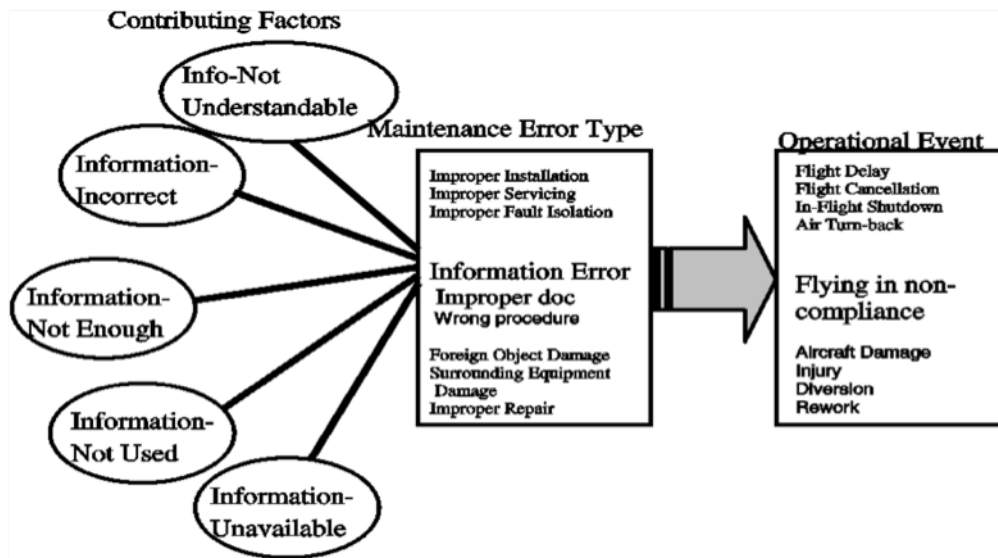 Contributing Factors
Info-Not
Understandable
Information-
Incorrect
Information-
Not Enough
Information-
Not Used
Information-
Unavailable
Maintenance Error Type
Improper Installation
Improper Servicing
Improper Fault Isolation
Information Error
Improper doc
Wrong procedure
Foreign Object Damage
Surrounding Equipment
Damage
Improper Repair
Operational Event
Flight Delay
Flight Cancellation
In-Flight Shutdown
Air Turn-back
Flying in non-
compliance
Aircraft Damage
Injury
Diversion
Rework